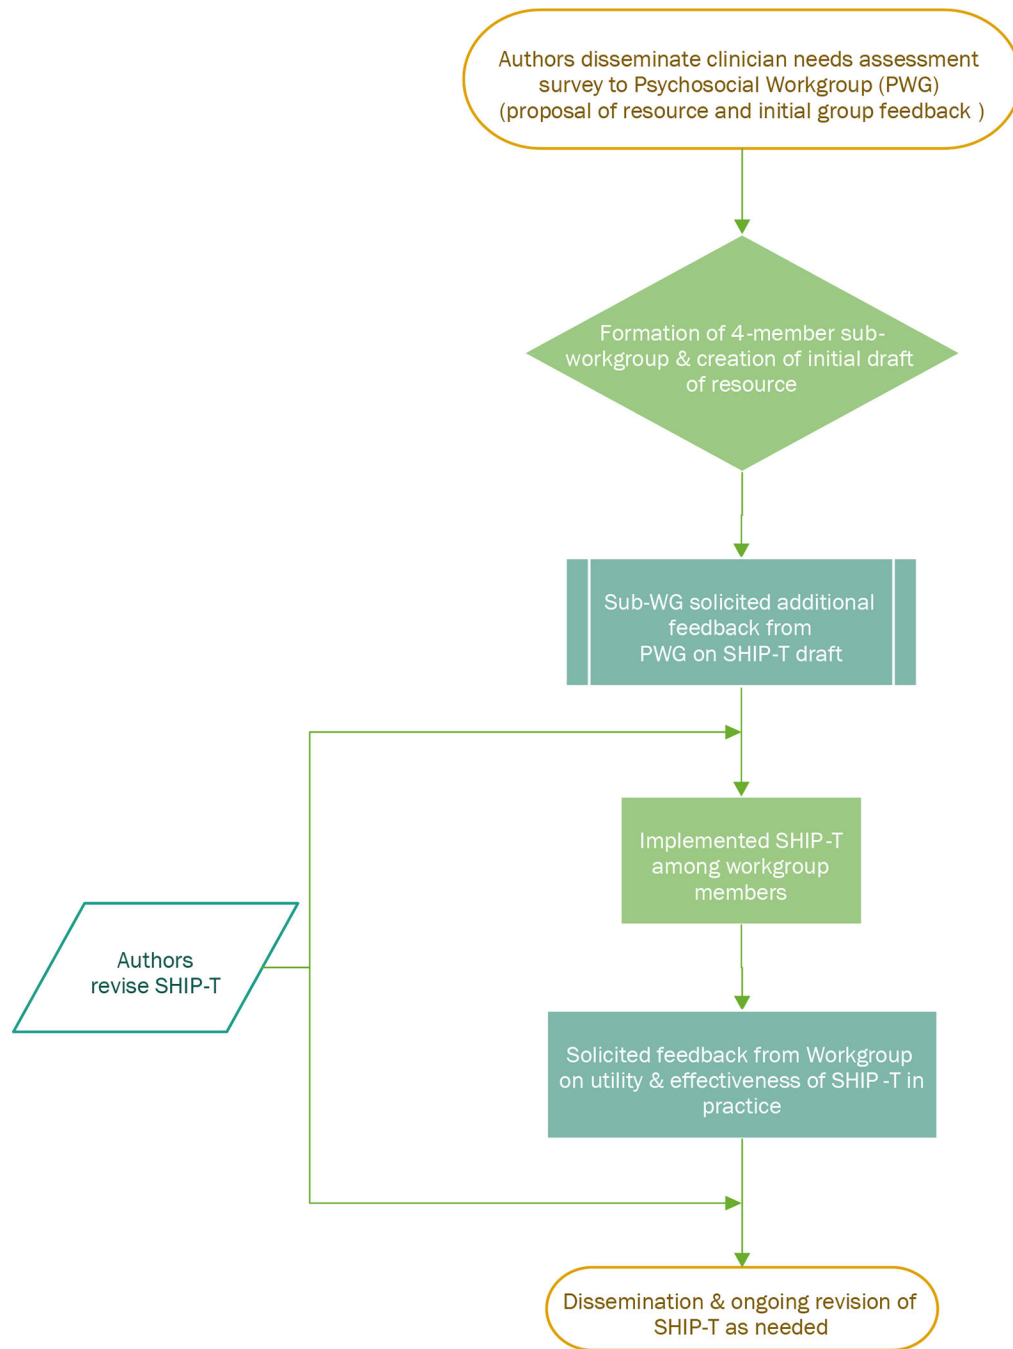 Authors disseminate clinician needs assessment
survey to Psychosocial Workgroup (PWG)
(proposal of resource and initial group feedback )
Formation of 4-member sub-
workgroup & creation of initial draft
of resource
Sub-WG solicited additional
feedback from
PWG on SHIP-T draft
Implemented SHIP-T
among workgroup
members
Authors
revise SHIP-T
Solicited feedback from Workgroup
on utility & effectiveness of SHIP-T in
practice
Dissemination & ongoing revision of
SHIP-T as needed